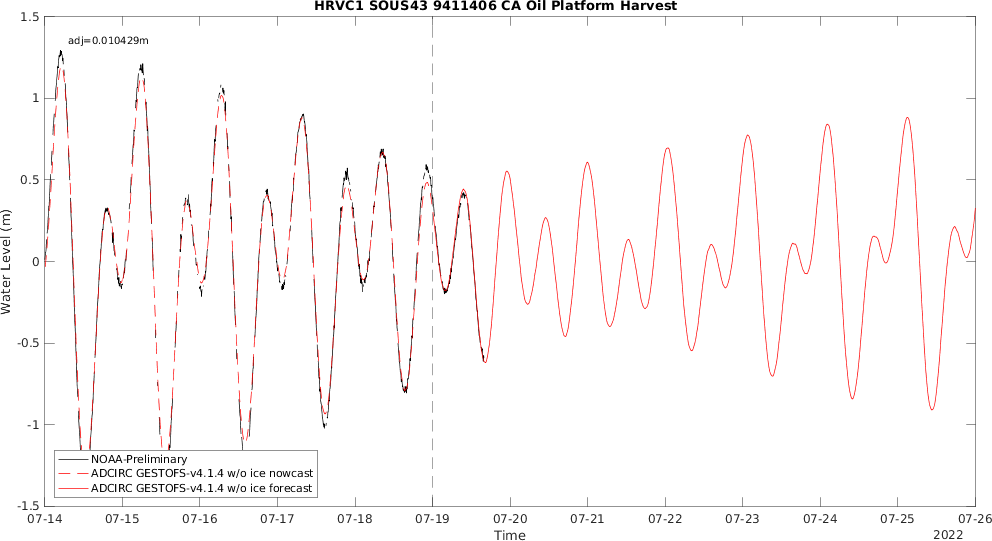 HRVC1 SOUS43 9411406 CA Oil Platform Harvest
adj=0.010429m
1.5
1
0.5
0
-0.5
-1
-1.5
Water Level (m)
NOAA-Preliminary
ADCIRC GESTOFS-v4.1.4 w/o ice nowcast
ADCIRC GESTOFS-v4.1.4 w/o ice forecast
07-14 07-15 07-16 07-17 07-18 07-19 07-20 07-21 07-22 07-23 07-24 07-25 07-26
Time
2022